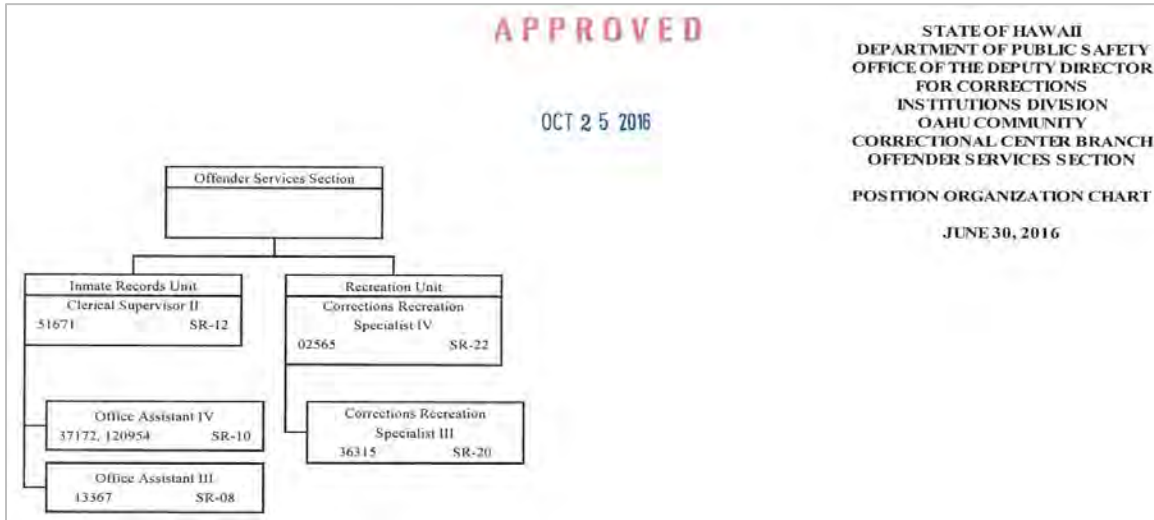 APPROVED
OCT 25 2016
STATE OF HAWAII
DEPARTMENT OF PUBLIC SAFETY
OFFICE OF THE DEPUTY DIRECTOR
FOR CORRECTIONS
INSTITUTIONS DIVISION
OAHU COMMUNITY
CORRECTIONAL CENTER BRANCH
OFFENDER SERVICES SECTION
POSITION ORGANIZATION CHART
JUNE 30, 2016
Offender Services Section
Inmate Records Unit
Clerical Supervisor II
51671 SR-12
Office Assistant IV
37172, 120954 SR-10
Office Assistant III
13367 SR-08
Recreation Unit
Corrections Recreation
Specialist IV
02565 SR-22
Corrections Recreation
Specialist III
36315 SR-20